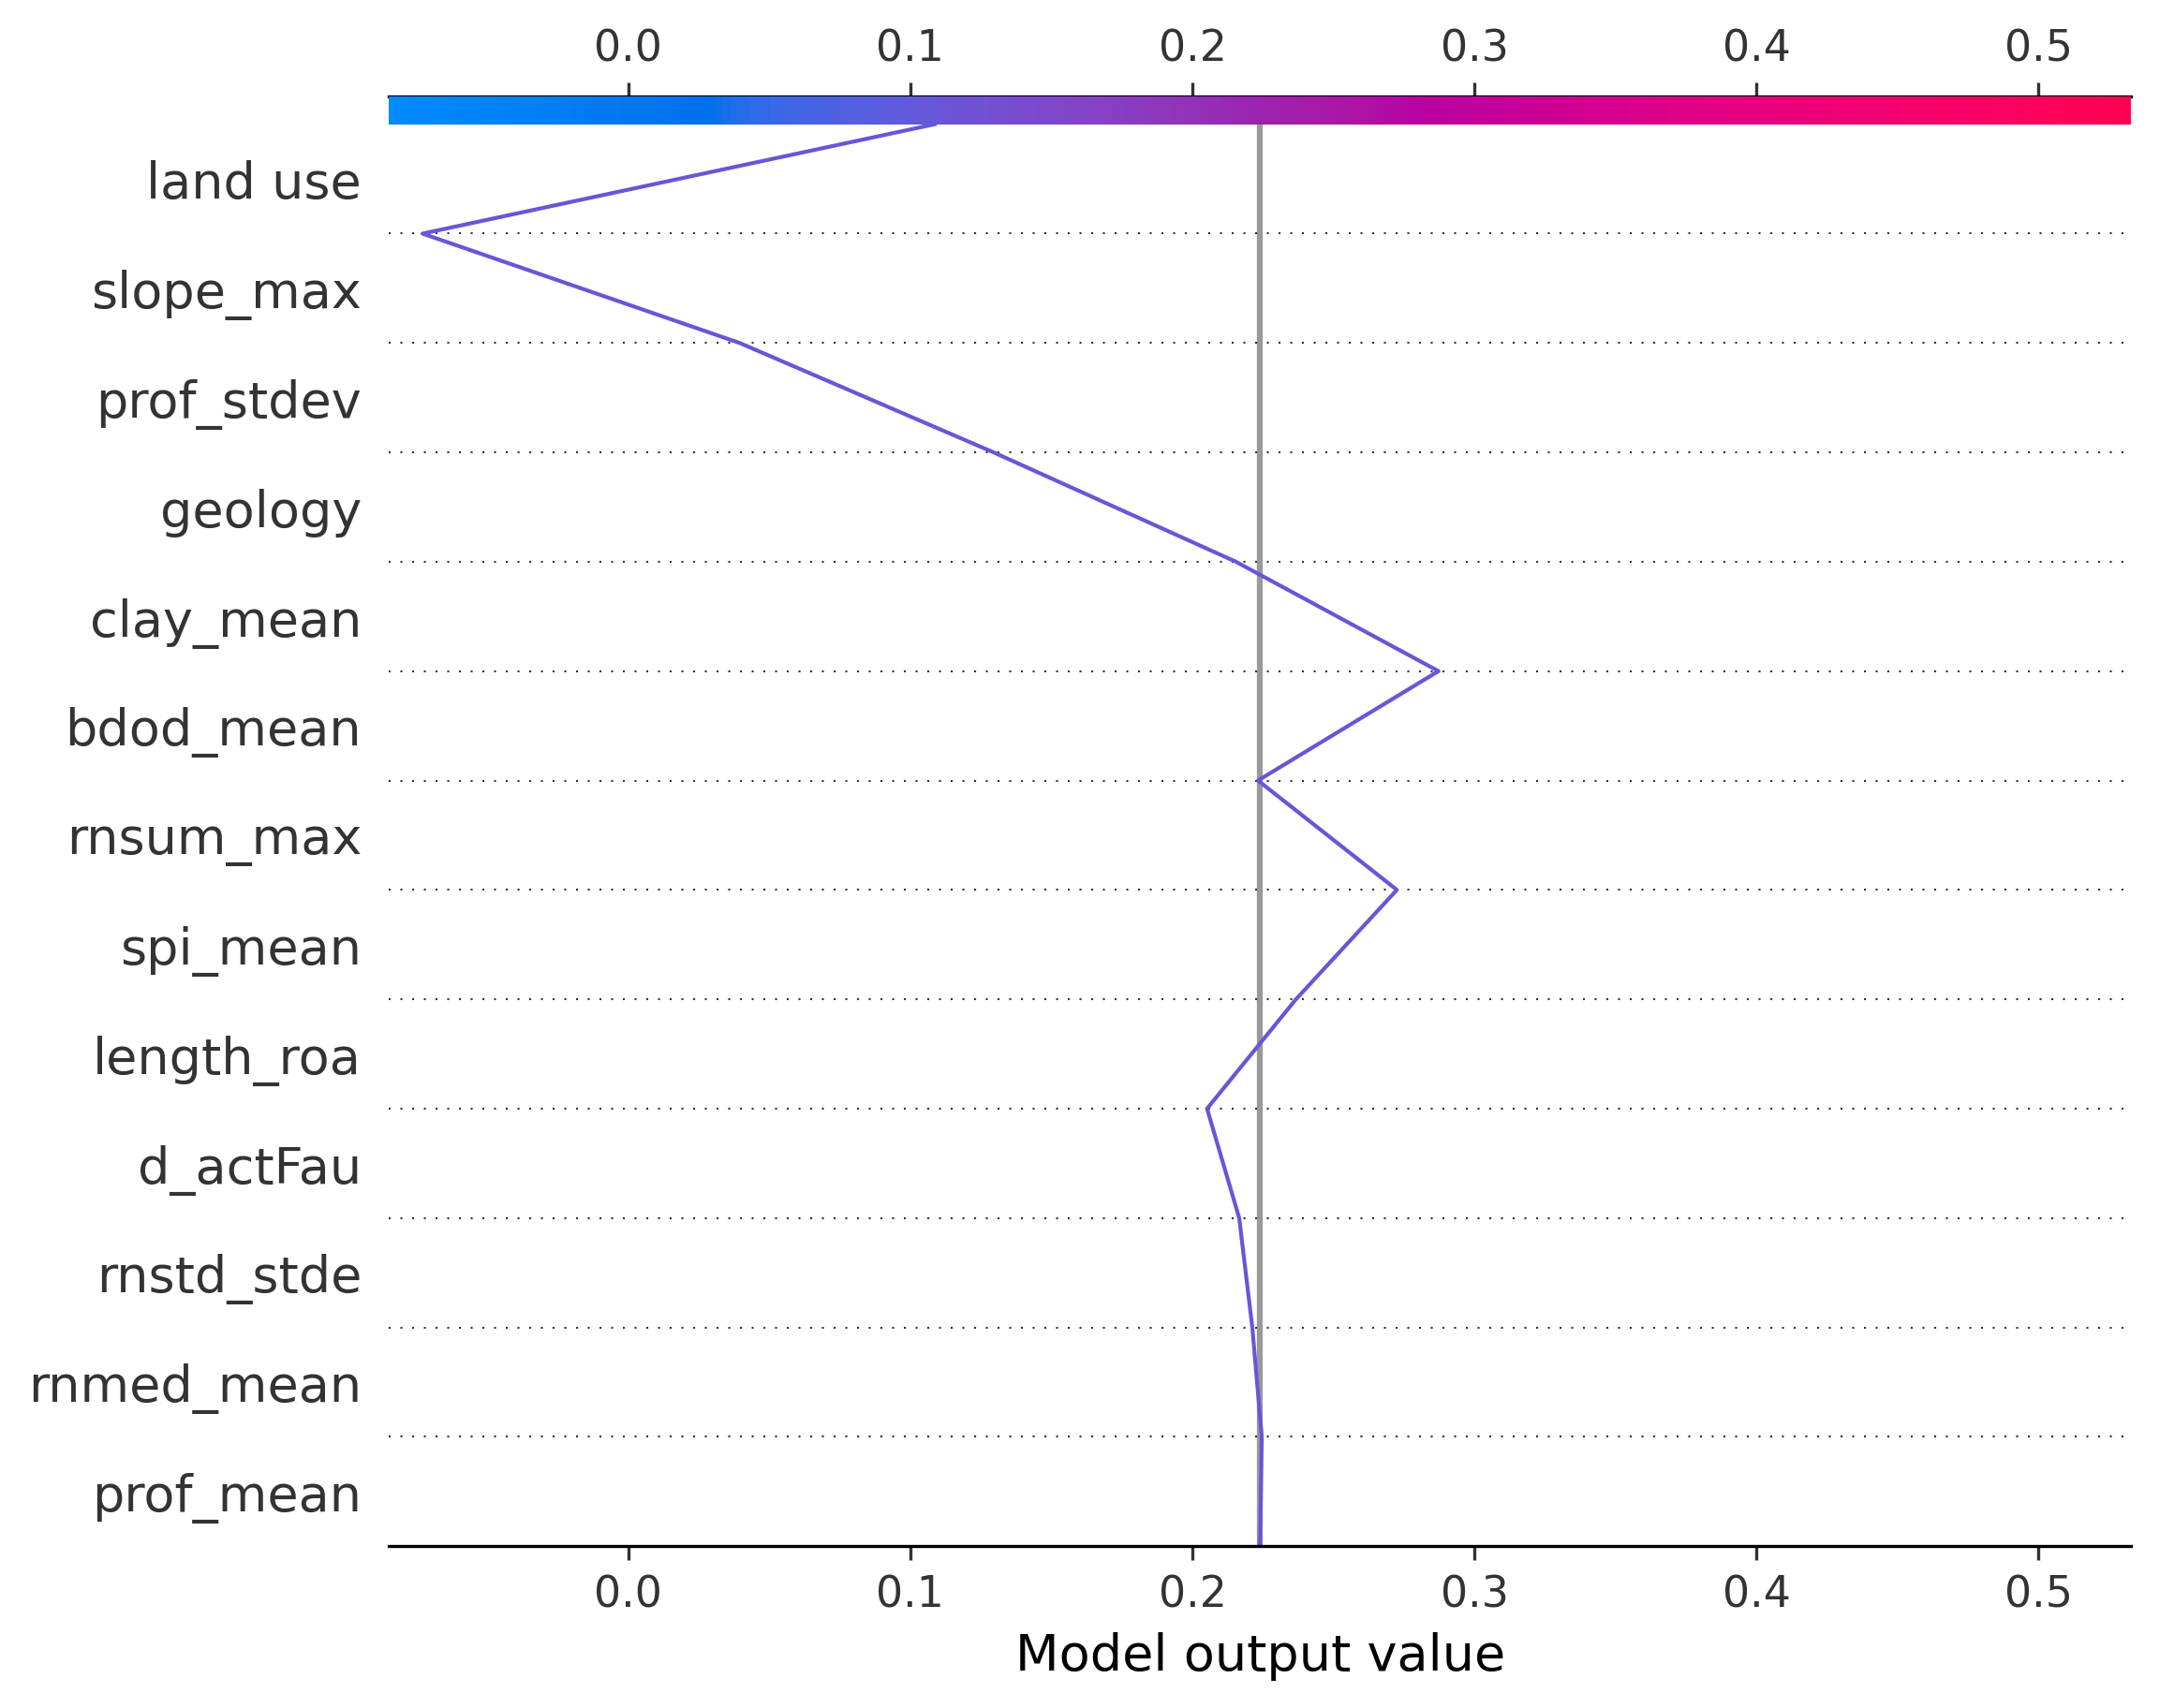 0.0 0.1 0.2 0.3 0.4 0.5
land use
slope_max
prof_stdev
geology
clay_mean
bdod_mean
rnsum_max
spi_mean
length_roa
d_actFau
rnstd_stde
rnmed_mean
prof_mean
0.0 0.1 0.2 0.3 0.4 0.5
Model output value